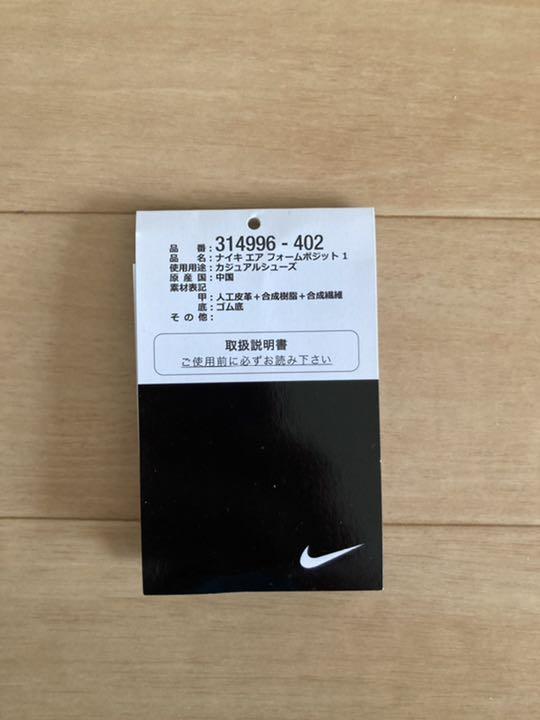 品　番：314996 - 402
品　名：ナイキ エア フォームポジット 1
使用用途：カジュアルシューズ
原 産 国：中国
素材表記
甲：人工皮革＋合成樹脂＋合成繊維
底：ゴム底
そ の 他：
取扱説明書
ご使用前に必ずお読み下さい